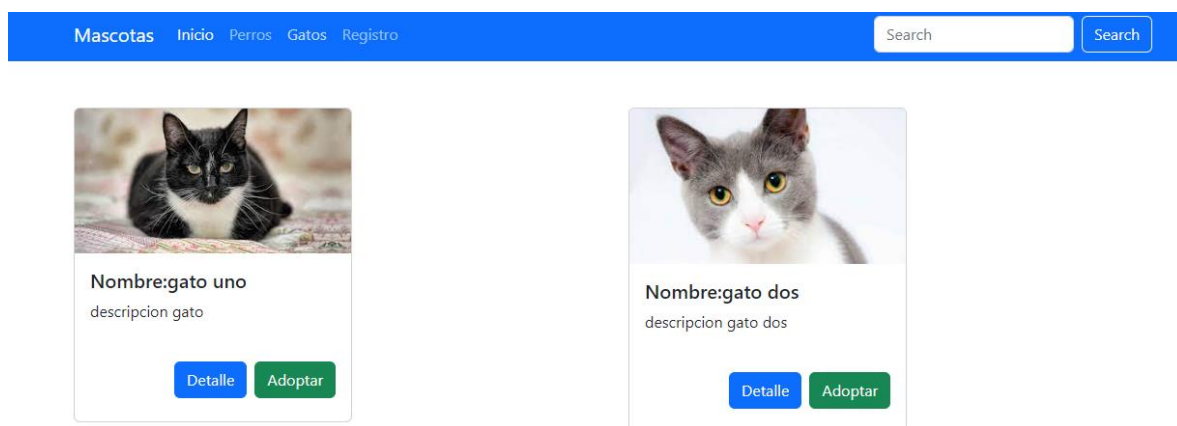 Mascotas Inicio Perros Gatos Registro Search Search
Nombre:gato uno
descripcion gato
Detalle Adoptar
Nombre:gato dos
descripcion gato dos
Detalle Adoptar